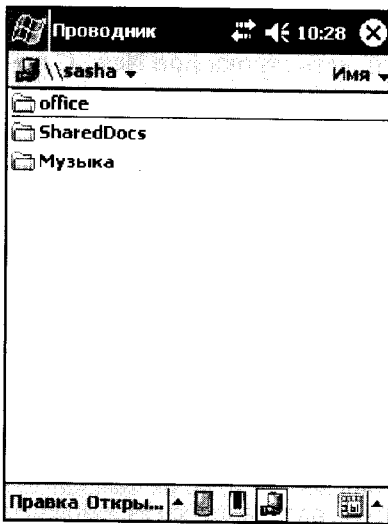 Проводник 10:28
\\sasha Имя
office
SharedDocs
Музыка
Правка Откры...